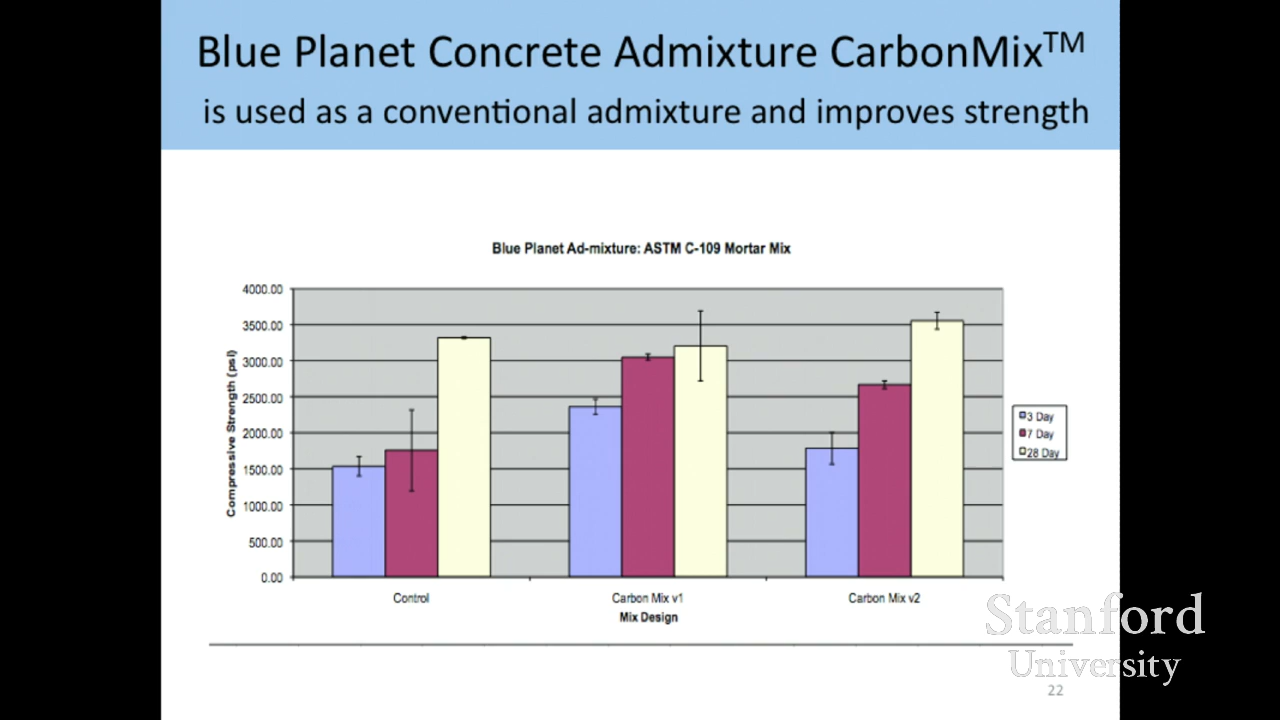 Blue Planet Concrete Admixture CarbonMix™
is used as a conventional admixture and improves strength
Blue Planet Ad-mixture: ASTM C-109 Mortar Mix
4000.00
3500.00
3000.00
2500.00
2000.00
1500.00
1000.00
500.00
0.00
Compressive Strength (psi)
3 Day
7 Day
28 Day
Control
Carbon Mix v1
Carbon Mix v2
Mix Design
Stanford
University
22